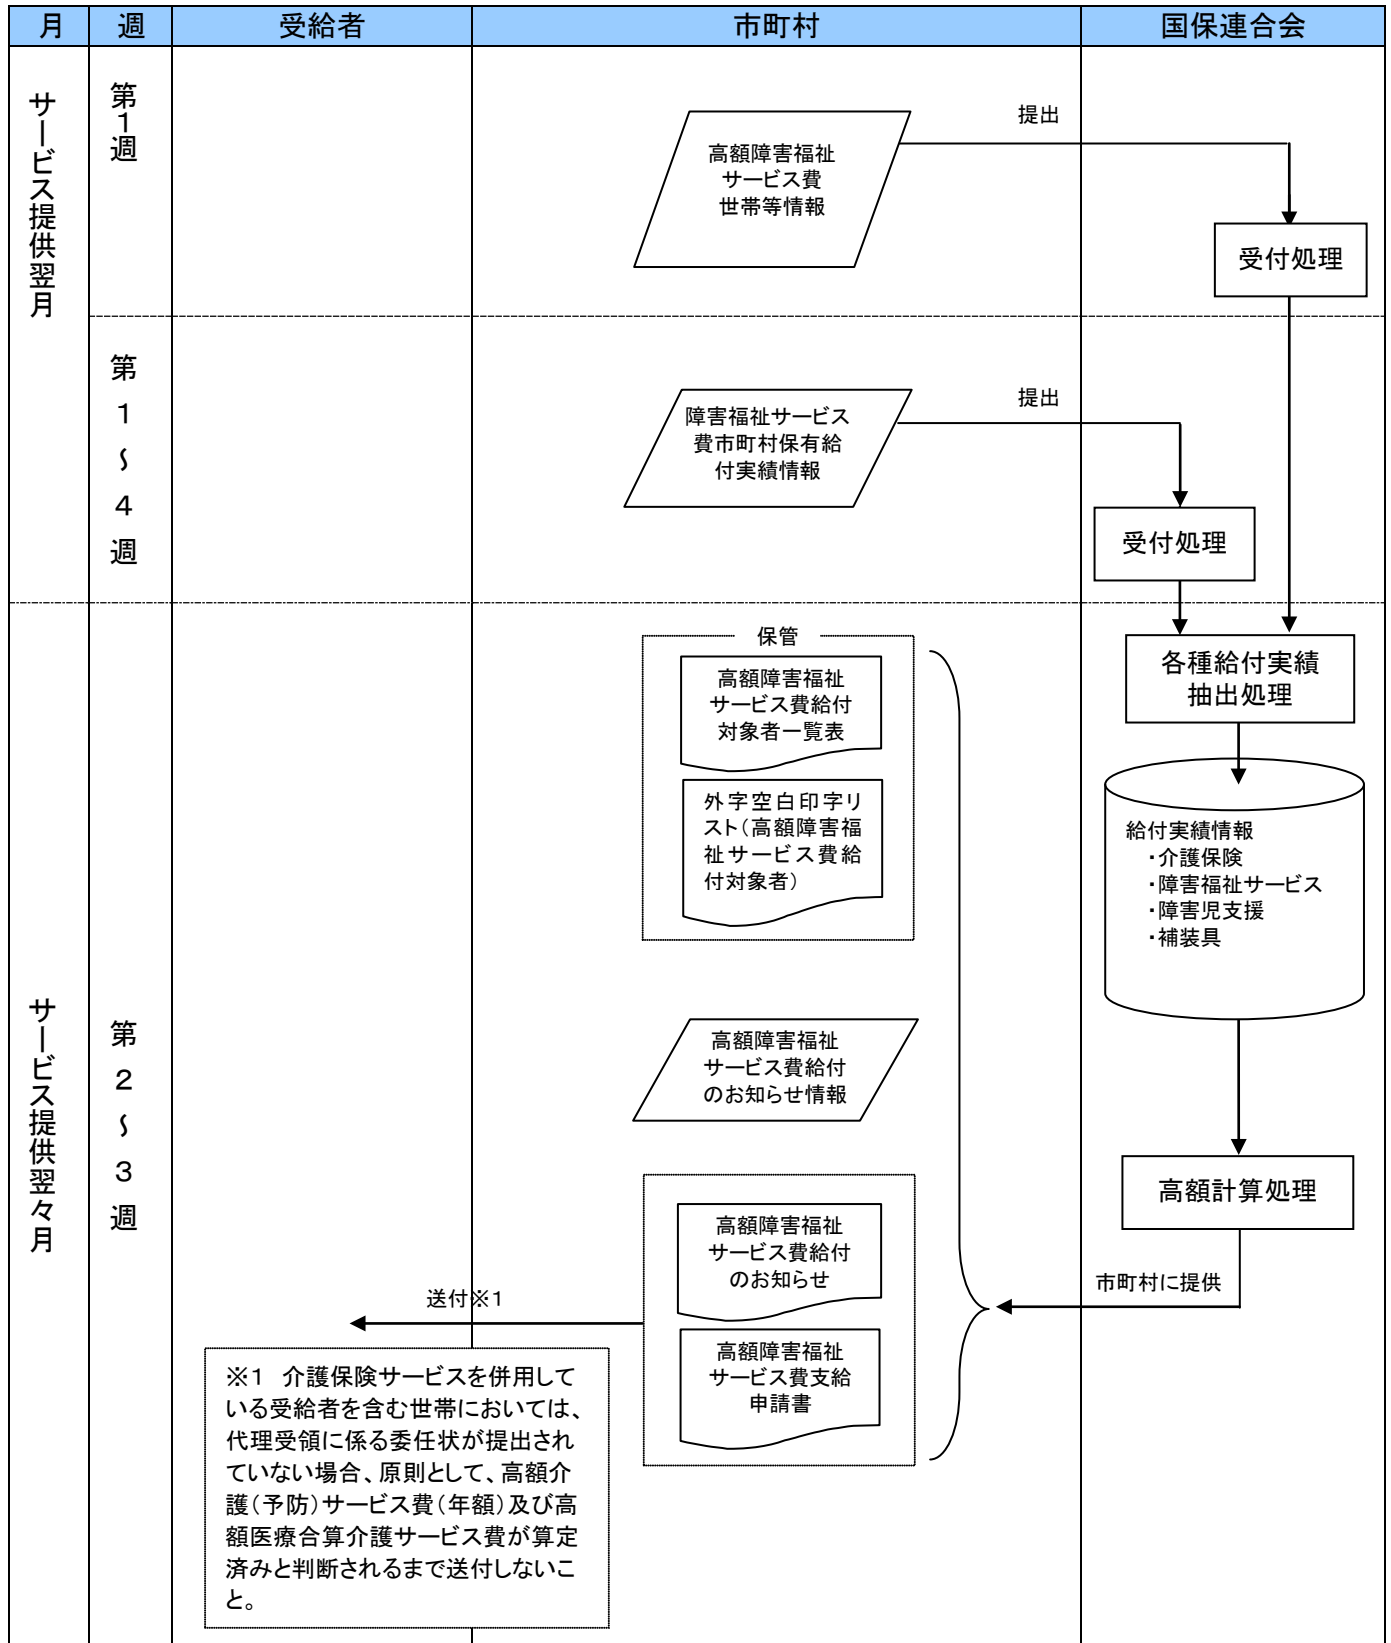 月
週
受給者
市町村
国保連合会
サービス提供翌月
第1週
高額障害福祉
サービス費
世帯等情報
提出
受付処理
第
1
～
4
週
障害福祉サービス
費市町村保有給
付実績情報
提出
受付処理
サービス提供翌々月
第
2
～
3
週
保管
高額障害福祉
サービス費給付
対象者一覧表
外字空白印字リ
スト（高額障害福
祉サービス費給
付対象者）
各種給付実績
抽出処理
給付実績情報
・介護保険
・障害福祉サービス
・障害児支援
・補装具
高額障害福祉
サービス費給付
のお知らせ情報
高額計算処理
市町村に提供
高額障害福祉
サービス費給付
のお知らせ
高額障害福祉
サービス費支給
申請書
送付※1
※1　介護保険サービスを併用して
いる受給者を含む世帯においては、
代理受領に係る委任状が提出され
ていない場合、原則として、高額介
護（予防）サービス費（年額）及び高
額医療合算介護サービス費が算定
済みと判断されるまで送付しないこ
と。